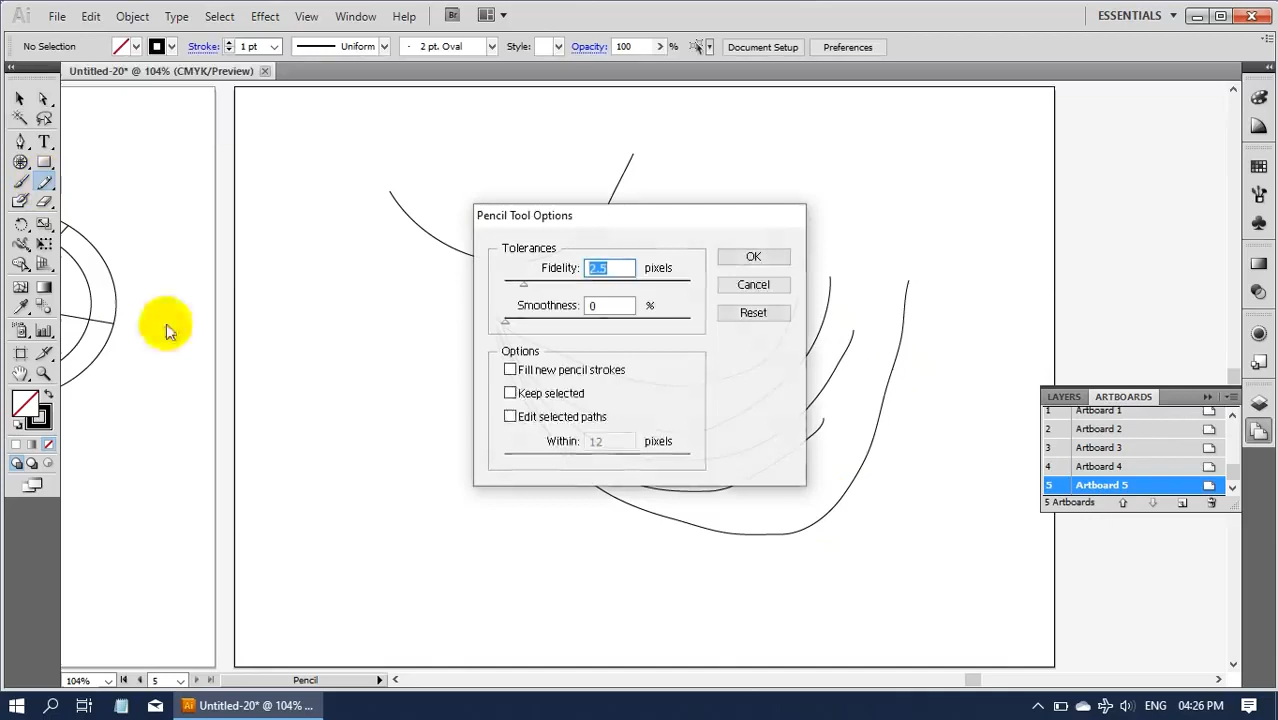 Ai File Edit Object Type Select Effect View Window Help Br ESSENTIALS
No Selection Stroke: 1 pt Uniform 2 pt. Oval Style: Opacity: 100 % Document Setup Preferences
Untitled-20* @ 104% (CMYK/Preview)
Pencil Tool Options
Tolerances
Fidelity: 2.5 pixels
OK
Cancel
Smoothness: 0 %
Reset
Options
Fill new pencil strokes
Keep selected
Edit selected paths
Within: 12 pixels
LAYERS ARTBOARDS
1 Artboard 1
2 Artboard 2
3 Artboard 3
4 Artboard 4
5 Artboard 5
5 Artboards
104% 5 Pencil
Ai Untitled-20* @ 104% ... ENG 04:26 PM